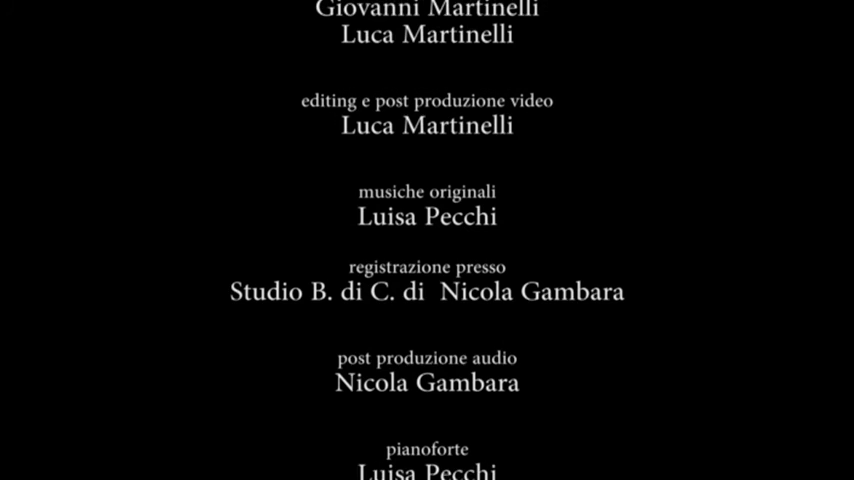 Giovanni Martinelli
Luca Martinelli
editing e post produzione video
Luca Martinelli
musiche originali
Luisa Pecchi
registrazione presso
Studio B. di C. di  Nicola Gambara
post produzione audio
Nicola Gambara
pianoforte
Luisa Pecchi